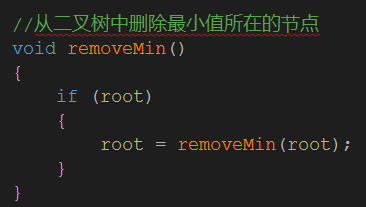 //从二叉树中删除最小值所在的节点
void removeMin()
{
    if (root)
    {
        root = removeMin(root);
    }
}